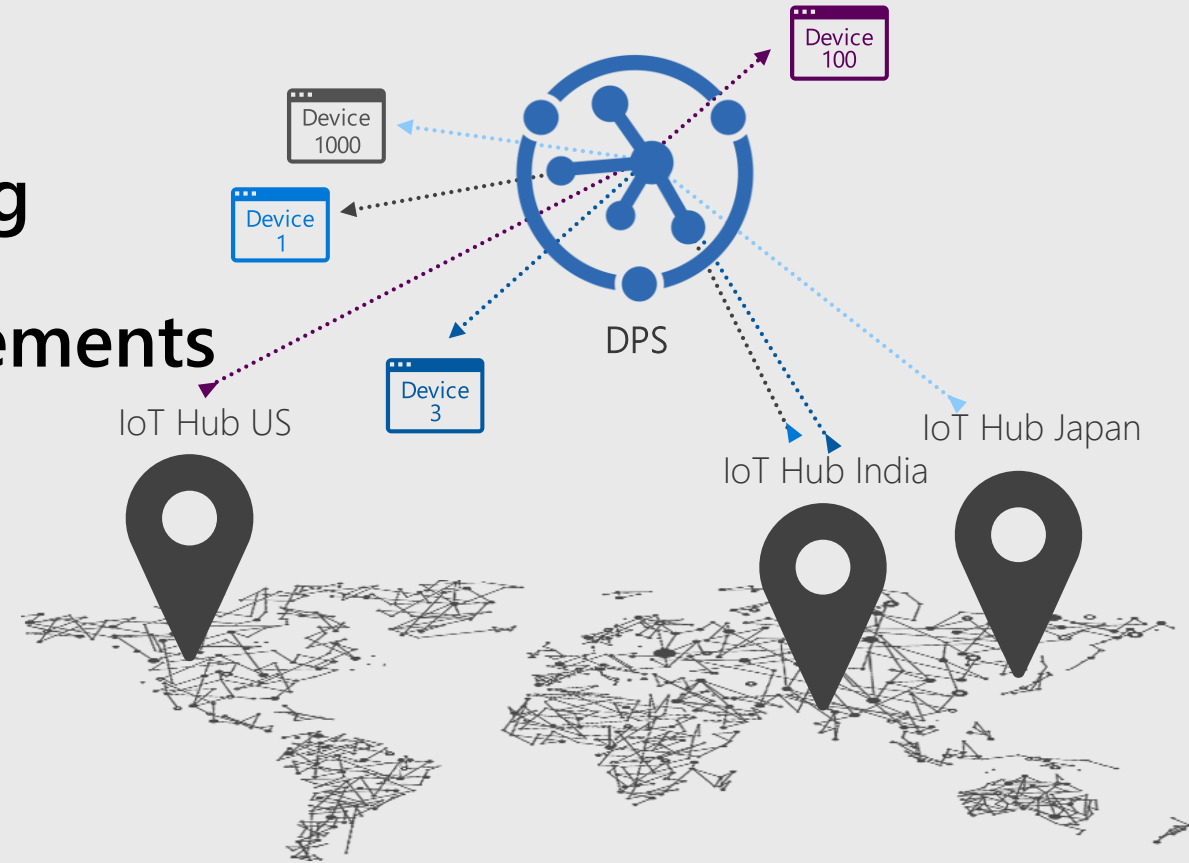 Device
100
Device
1000
g
Device
1
ements
DPS
Device
3
IoT Hub US
IoT Hub Japan
IoT Hub India